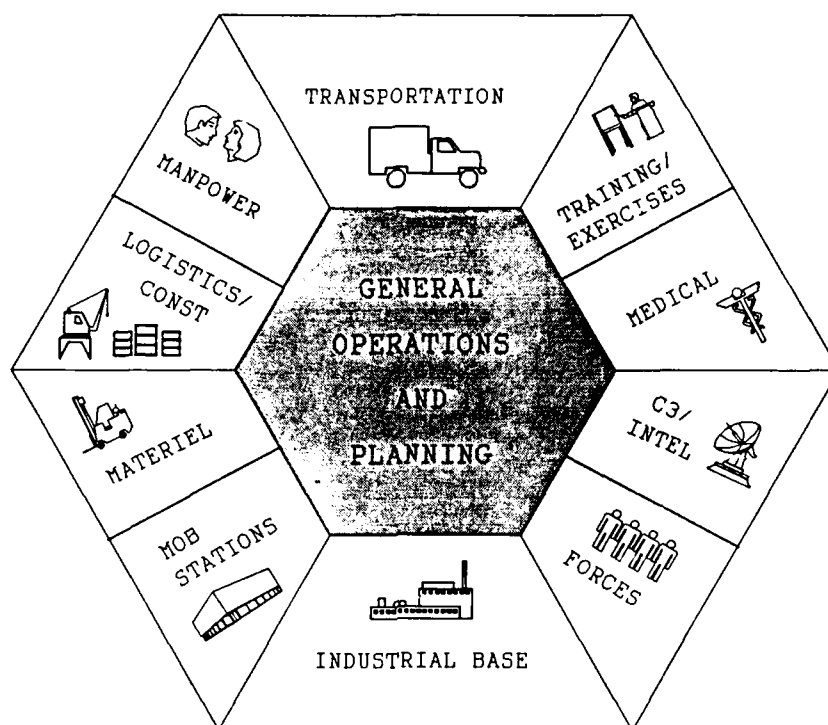 TRANSPORTATION
MANPOWER
TRAINING/
EXERCISES
LOGISTICS/
CONST
MEDICAL
GENERAL
OPERATIONS
AND
PLANNING
MATERIEL
C3/
INTEL
MOB
STATIONS
FORCES
INDUSTRIAL BASE